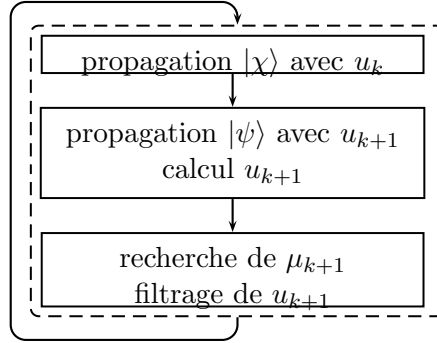 propagation |χ⟩ avec u_k
propagation |ψ⟩ avec u_{k+1}
calcul u_{k+1}
recherche de μ_{k+1}
filtrage de u_{k+1}